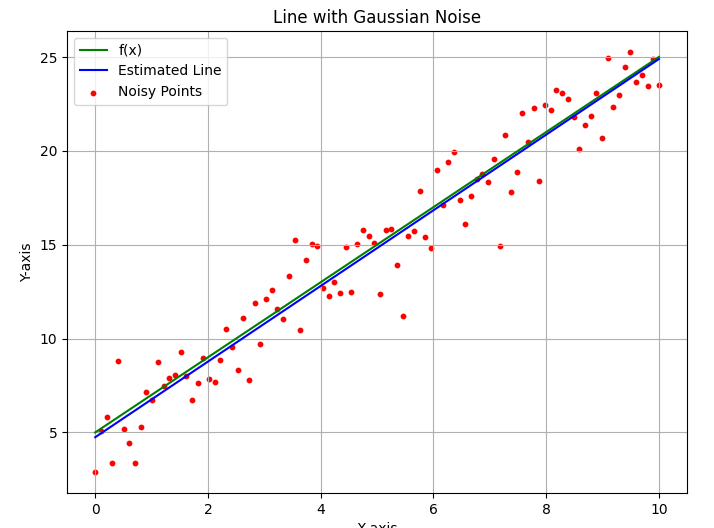 Line with Gaussian Noise
f(x)
Estimated Line
Noisy Points
25
20
15
10
5
Y-axis
0 2 4 6 8 10
X-axis